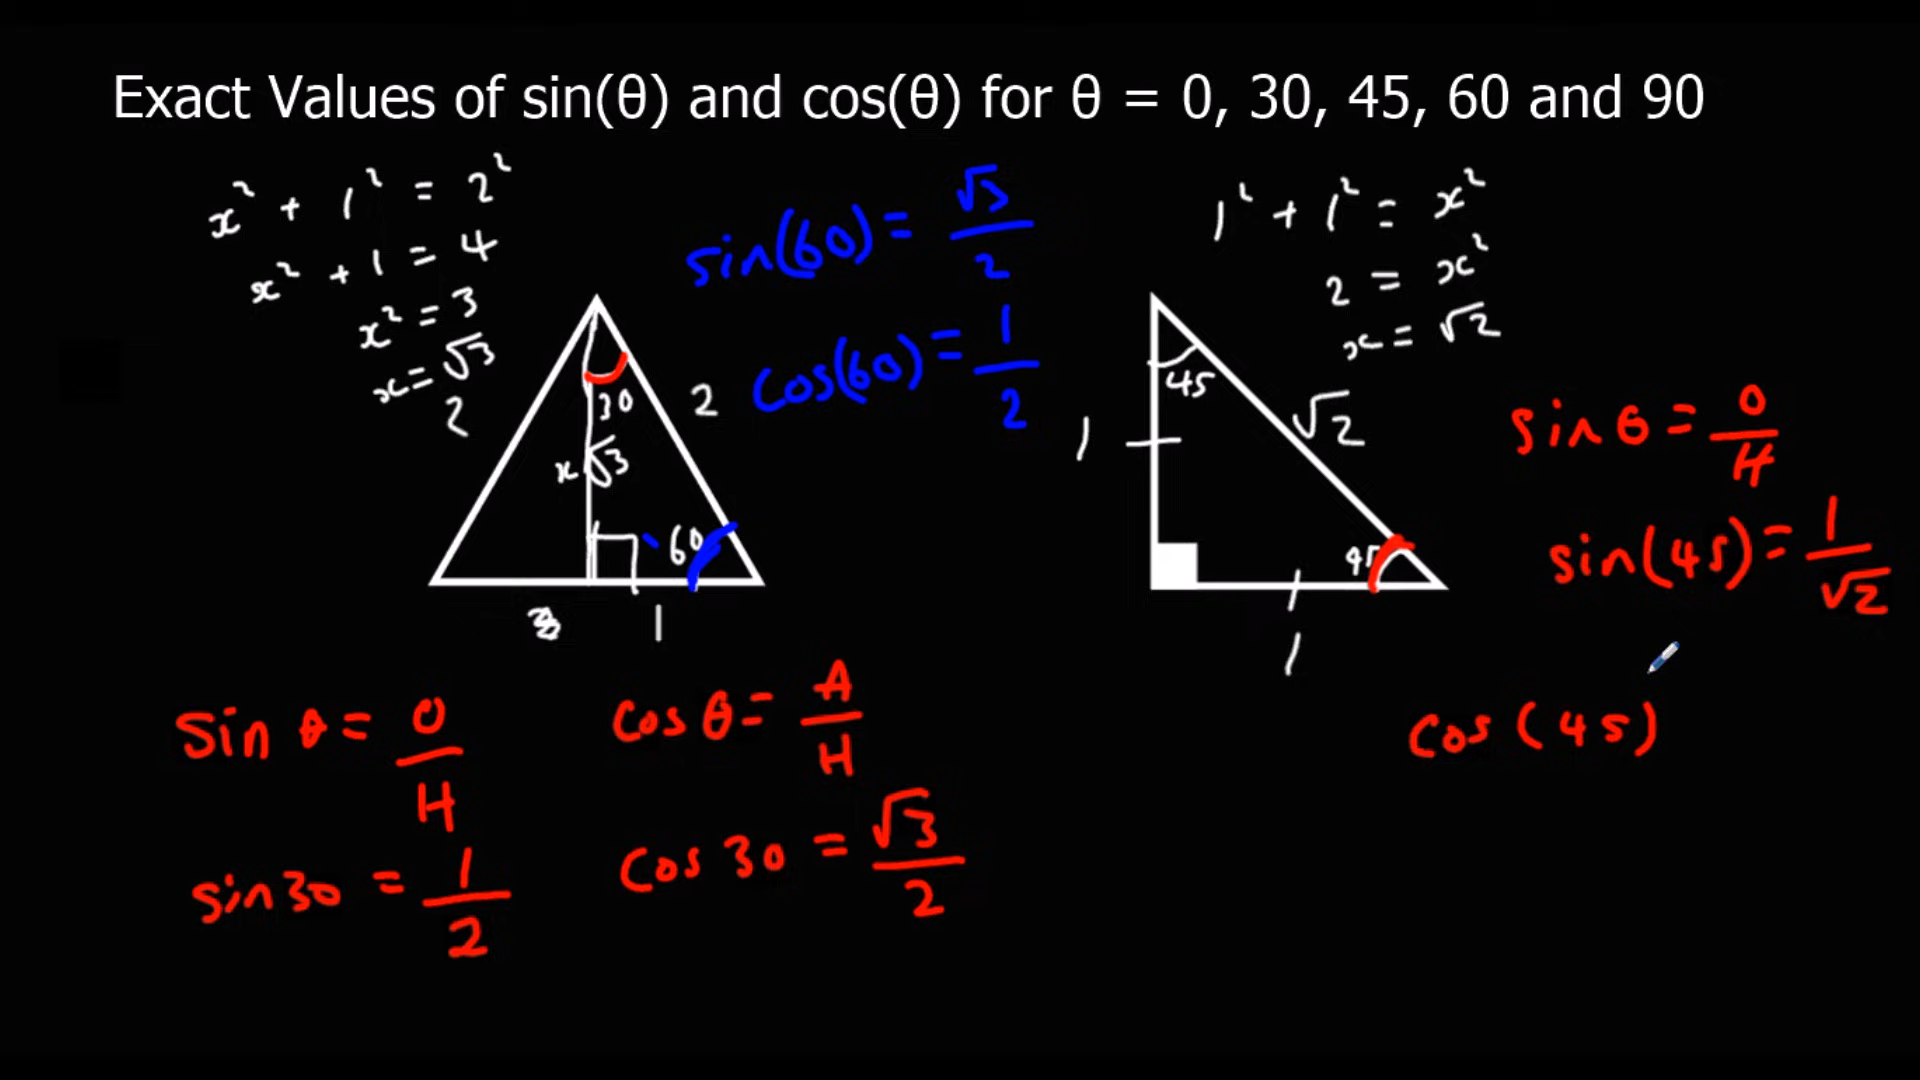 Exact Values of sin(θ) and cos(θ) for θ = 0, 30, 45, 60 and 90
x² + 1² = 2²
x² + 1 = 4
x² = 3
x = √3
2
30
2
x √3
60
1
sin(60) = √3/2
cos(60) = 1/2
1² + 1² = x²
2 = x²
x = √2
45
√2
1
45
1
sin θ = O/H
sin(45) = 1/√2
cos(45)
sin θ = O/H
cos θ = A/H
sin30 = 1/2
cos 30 = √3/2